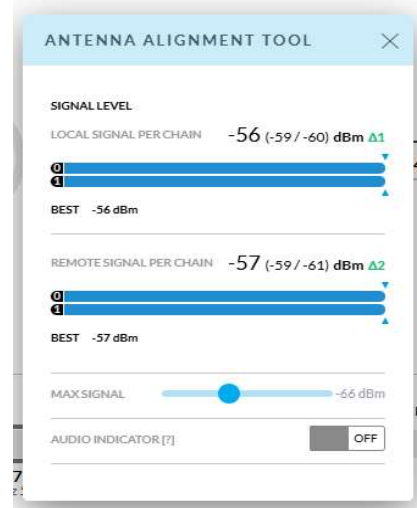 ANTENNA ALIGNMENT TOOL
SIGNAL LEVEL
LOCAL SIGNAL PER CHAIN -56 (-59 / -60) dBm Δ1
0
1
BEST -56 dBm
REMOTE SIGNAL PER CHAIN -57 (-59 / -61) dBm Δ2
0
1
BEST -57 dBm
MAX SIGNAL -66 dBm
AUDIO INDICATOR [?] OFF